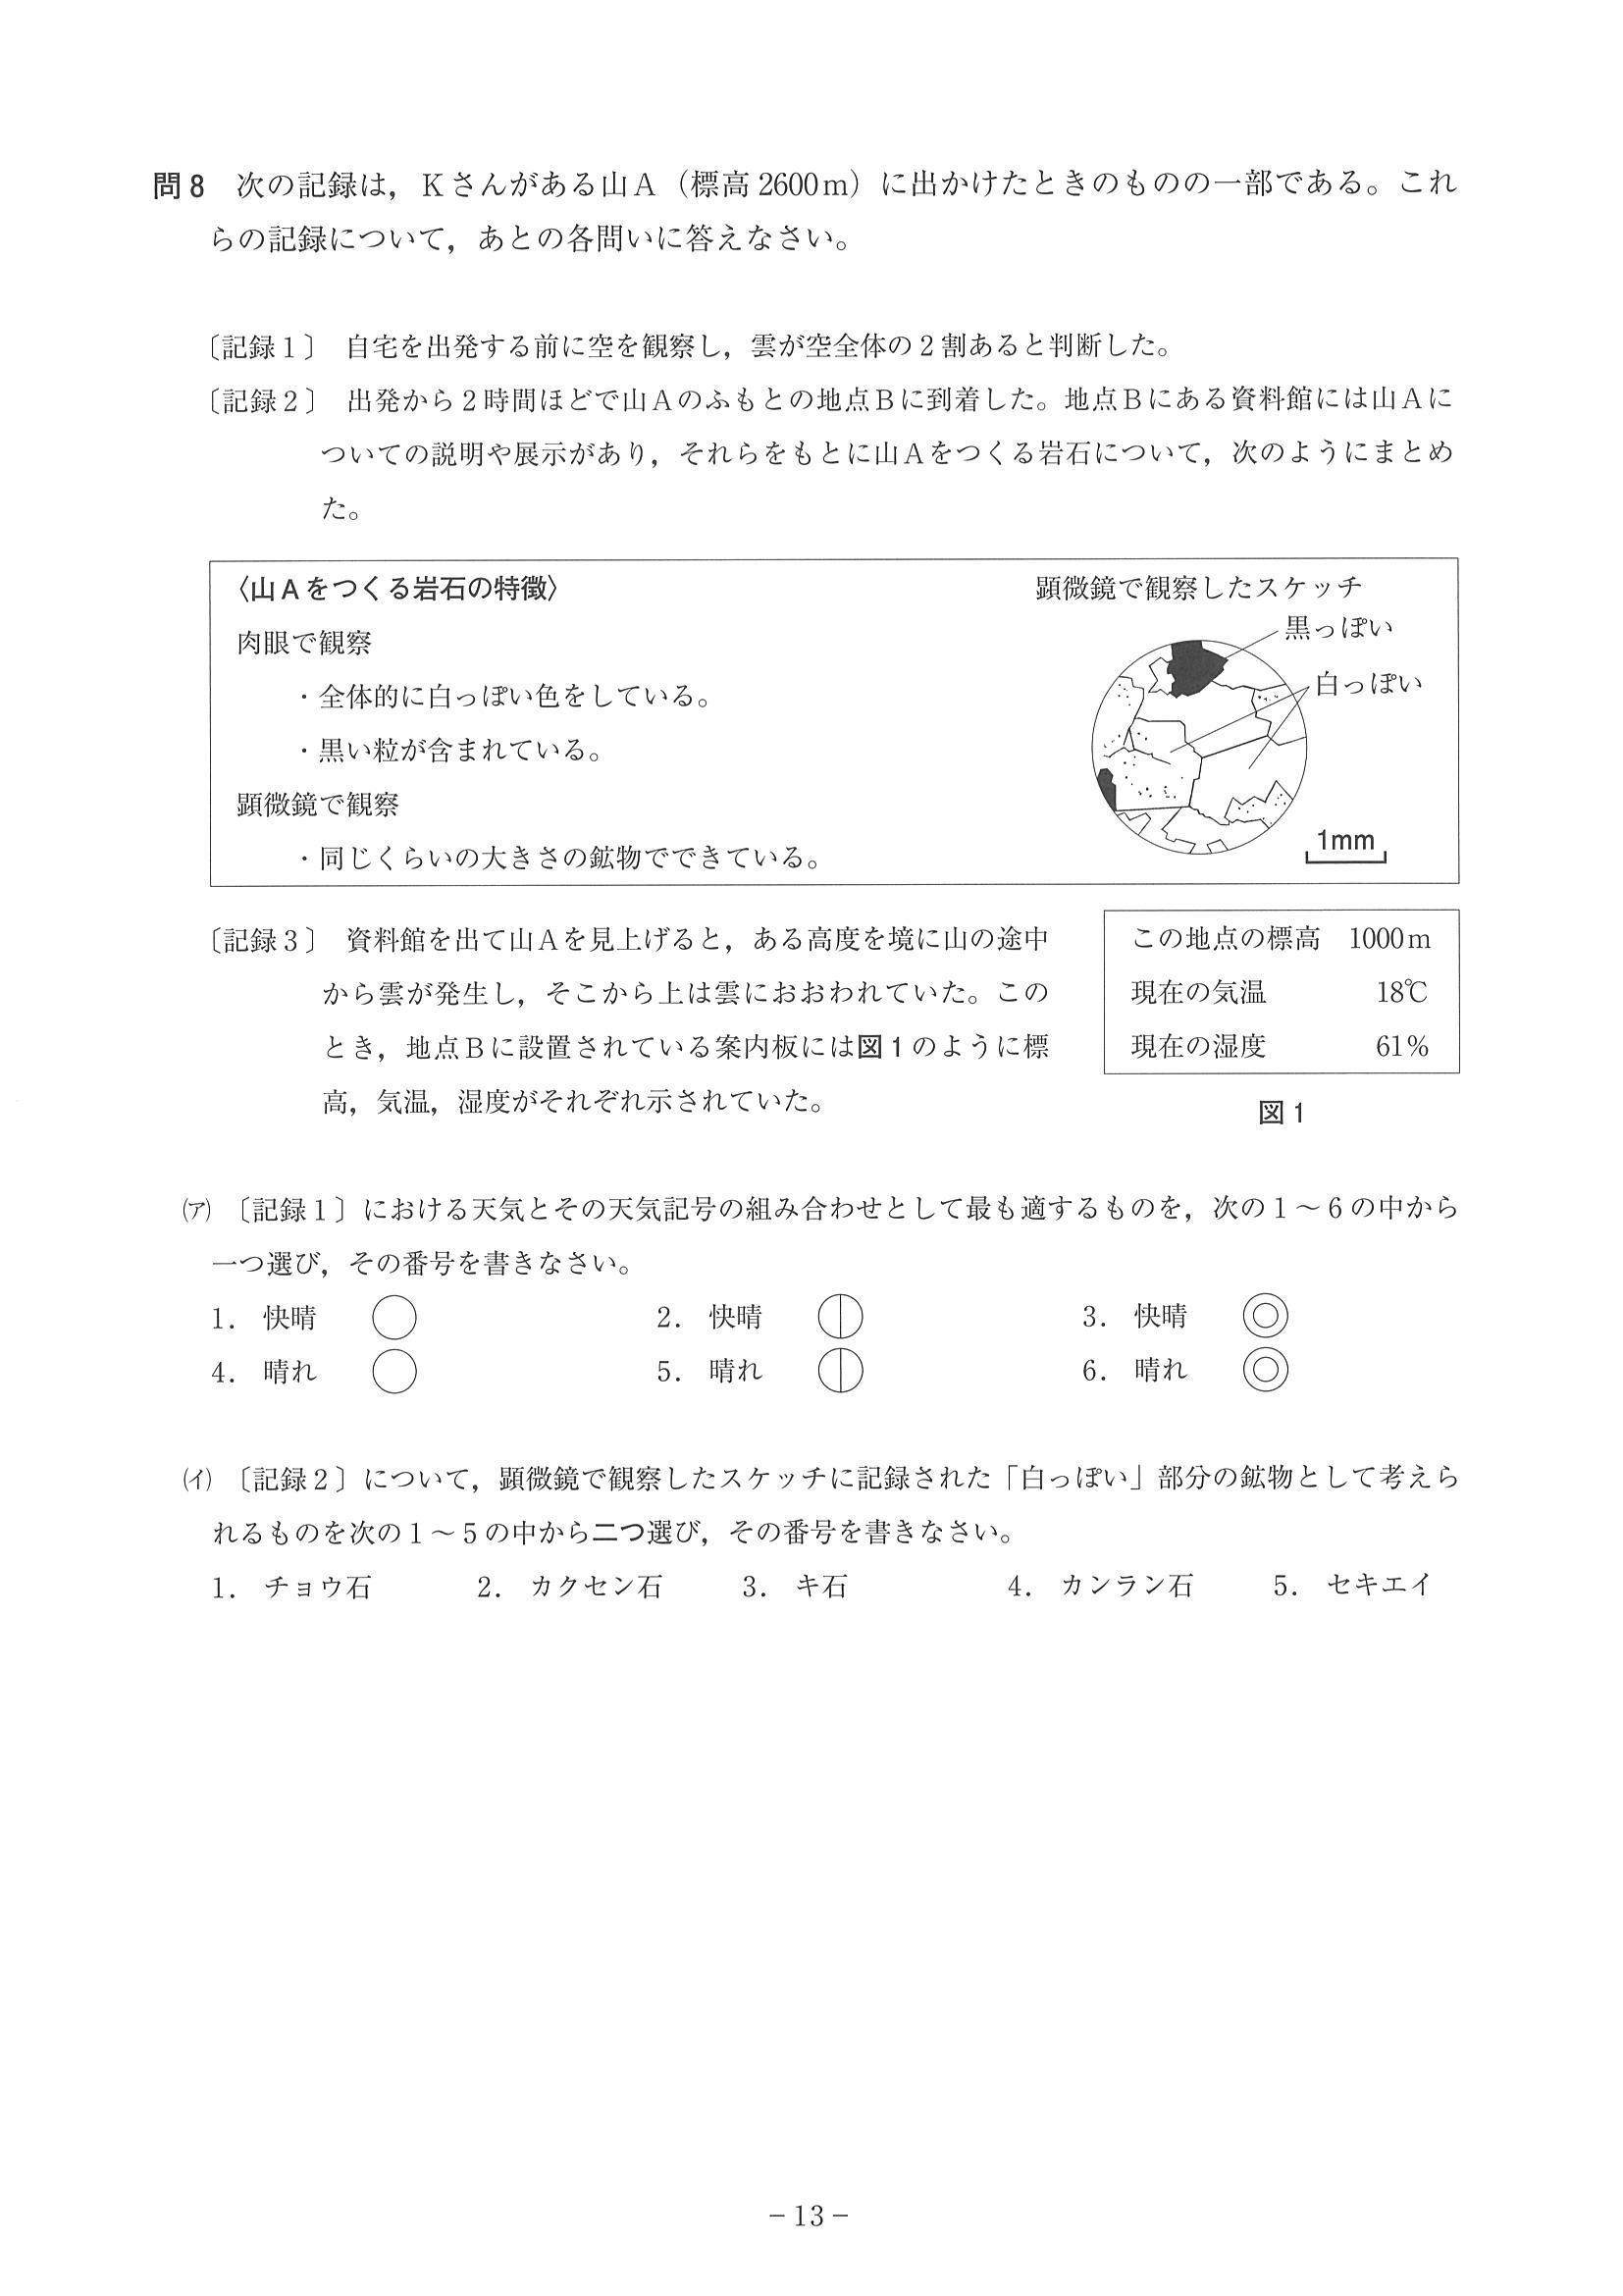 問8　次の記録は，Kさんがある山A（標高2600m）に出かけたときのものの一部である。これ
らの記録について，あとの各問いに答えなさい。
〔記録1〕　自宅を出発する前に空を観察し，雲が空全体の2割あると判断した。
〔記録2〕　出発から2時間ほどで山Aのふもとの地点Bに到着した。地点Bにある資料館には山Aに
ついての説明や展示があり，それらをもとに山Aをつくる岩石について，次のようにまとめ
た。
〈山Aをつくる岩石の特徴〉
肉眼で観察
・全体的に白っぽい色をしている。
・黒い粒が含まれている。
顕微鏡で観察
・同じくらいの大きさの鉱物でできている。
顕微鏡で観察したスケッチ
黒っぽい
白っぽい
1mm
〔記録3〕　資料館を出て山Aを見上げると，ある高度を境に山の途中
から雲が発生し，そこから上は雲におおわれていた。この
とき，地点Bに設置されている案内板には図1のように標
高，気温，湿度がそれぞれ示されていた。
この地点の標高　1000m
現在の気温　18℃
現在の湿度　61%
図1
(ア)　〔記録1〕における天気とその天気記号の組み合わせとして最も適するものを，次の1～6の中から
一つ選び，その番号を書きなさい。
1．快晴　○　2．快晴　⦶　3．快晴　◎
4．晴れ　○　5．晴れ　⦶　6．晴れ　◎
(イ)　〔記録2〕について，顕微鏡で観察したスケッチに記録された「白っぽい」部分の鉱物として考えら
れるものを次の1～5の中から二つ選び，その番号を書きなさい。
1．チョウ石　2．カクセン石　3．キ石　4．カンラン石　5．セキエイ
－13－